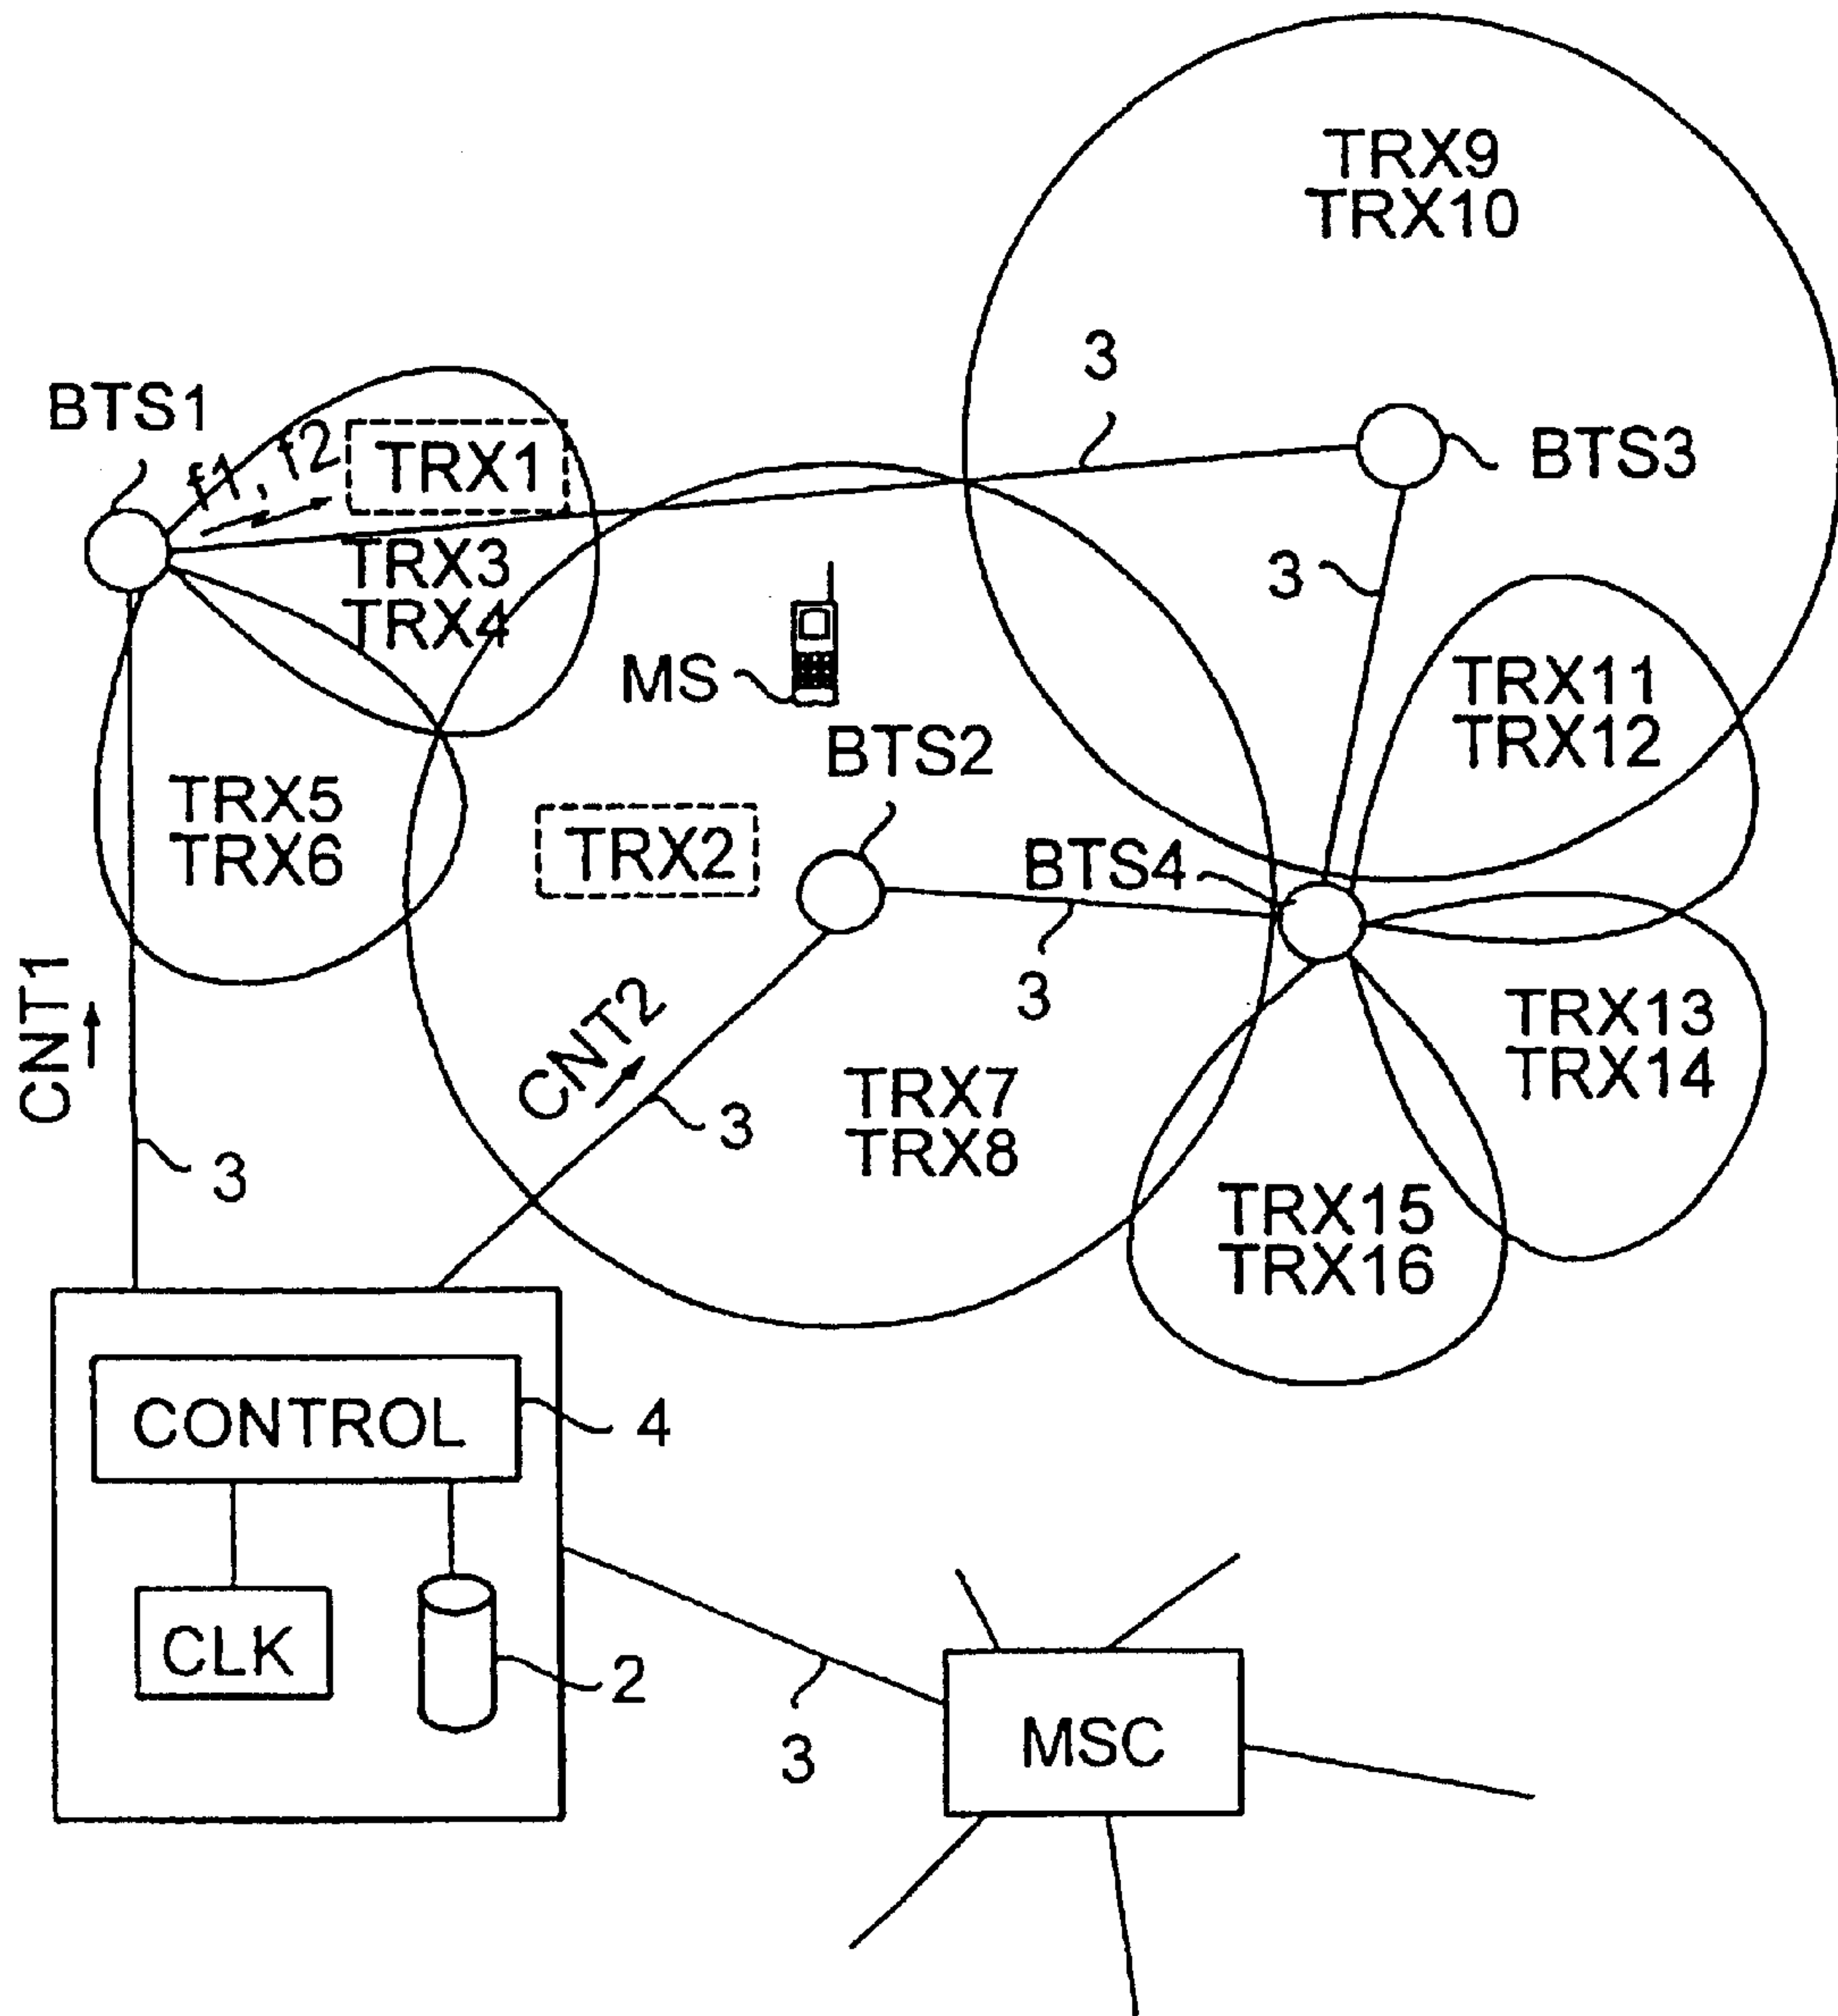 TRX9
TRX10
3
BTS1
f1, f2
TRX1
BTS3
TRX3
TRX4
3
MS
TRX11
TRX12
BTS2
TRX5
TRX6
TRX2
BTS4
3
CNT1
CNT2
TRX13
TRX14
TRX7
TRX8
3
3
TRX15
TRX16
CONTROL
4
CLK
2
3
MSC